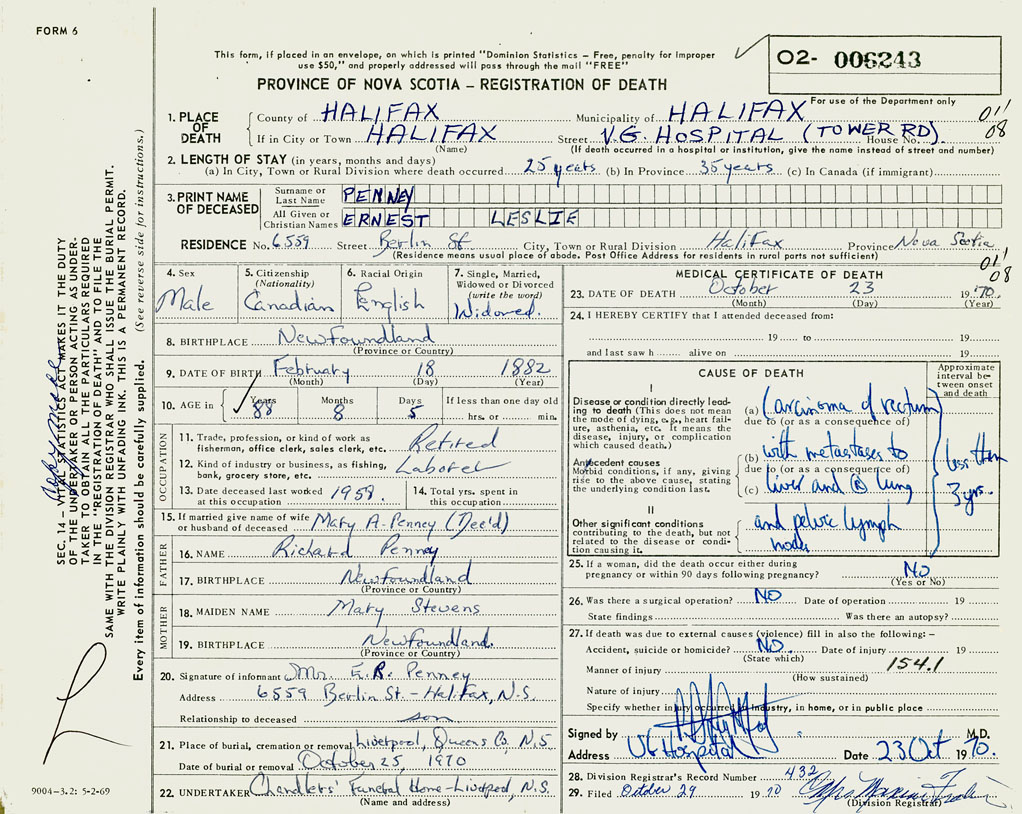 FORM 6
This form, if placed in an envelope, on which is printed "Dominion Statistics – Free, penalty for improper
use $50," and properly addressed will pass through the mail "FREE"
O2- 006243
For use of the Department only
PROVINCE OF NOVA SCOTIA – REGISTRATION OF DEATH
1. PLACE OF DEATH
County of HALIFAX Municipality of HALIFAX
01/08
If in City or Town HALIFAX Street V.G. HOSPITAL (TOWER RD). House No.
(Name) (If death occurred in a hospital or institution, give the name instead of street and number)
2. LENGTH OF STAY (in years, months and days)
(a) In City, Town or Rural Division where death occurred 25 years (b) In Province 35 years (c) In Canada (if immigrant)
3. PRINT NAME OF DECEASED
Surname or Last Name PENNEY
All Given or Christian Names ERNEST LESLIE
RESIDENCE No. 6559 Street Berlin St. City, Town or Rural Division Halifax Province Nova Scotia
(Residence means usual place of abode. Post Office Address for residents in rural parts not sufficient)
01/08
4. Sex
Male
5. Citizenship
(Nationality)
Canadian
6. Racial Origin
English
7. Single, Married,
Widowed or Divorced
(write the word)
Widowed.
8. BIRTHPLACE Newfoundland
(Province or Country)
9. DATE OF BIRTH February 18 1882
(Month) (Day) (Year)
10. AGE in Years Months Days If less than one day old
88 8 5 hrs. or min.
OCCUPATION
11. Trade, profession, or kind of work as
fisherman, office clerk, sales clerk, etc. Retired
12. Kind of industry or business, as fishing,
bank, grocery store, etc. Laborer
13. Date deceased last worked
at this occupation 1958.
14. Total yrs. spent in
this occupation.
15. If married give name of wife
or husband of deceased Mary A. Penney (Dec'd)
FATHER
16. NAME Richard Penney
17. BIRTHPLACE Newfoundland
(Province or Country)
MOTHER
18. MAIDEN NAME Mary Stevens
19. BIRTHPLACE Newfoundland.
(Province or Country)
20. Signature of informant Mr. E.R. Penney
Address 6559 Berlin St. – Halifax, N.S.
Relationship to deceased son
21. Place of burial, cremation or removal Liverpool, Queens Co, N.S
Date of burial or removal October 25, 1970
22. UNDERTAKER Chandlers' Funeral Home – Liverpool, N.S.
(Name and address)
MEDICAL CERTIFICATE OF DEATH
23. DATE OF DEATH October 23 1970.
(Month) (Day) (Year)
24. I HEREBY CERTIFY that I attended deceased from:
19 to 19
and last saw h alive on 19
CAUSE OF DEATH
Approximate
interval be-
tween onset
and death
I
Disease or condition directly lead-
ing to death (This does not mean
the mode of dying, e.g., heart fail-
ure, asthenia, etc. It means the
disease, injury, or complication
which caused death.)
(a) Carcinoma of rectum
due to (or as a consequence of)
(b) with metastases to
Antecedent causes
Morbid conditions, if any, giving
rise to the above cause, stating
the underlying condition last.
due to (or as a consequence of)
(c) liver and (R) lung
less than
3 yrs.
II
Other significant conditions
contributing to the death, but not
related to the disease or condi-
tion causing it.
and pelvic lymph
nodes
25. If a woman, did the death occur either during
pregnancy or within 90 days following pregnancy? NO
(Yes or No)
26. Was there a surgical operation? NO Date of operation 19
State findings Was there an autopsy?
27. If death was due to external causes (violence) fill in also the following: –
Accident, suicide or homicide? NO. Date of injury 19
(State which)
Manner of injury 154.1
(How sustained)
Nature of injury
Specify whether injury occurred in industry, in home, or in public place
Signed by M.D.
Address VG Hospital Date 23 Oct 1970.
28. Division Registrar's Record Number 432
29. Filed October 29 1970 Mrs Maxine
(Division Registrar)
SEC. 14 – VITAL STATISTICS ACT MAKES IT THE DUTY
OF THE UNDERTAKER OR PERSON ACTING AS UNDER-
TAKER TO OBTAIN ALL THE PARTICULARS REQUIRED
IN THE "REGISTRATION OF DEATH" AND TO FILE THE
SAME WITH THE DIVISION REGISTRAR WHO SHALL ISSUE THE BURIAL PERMIT.
WRITE PLAINLY WITH UNFADING INK. THIS IS A PERMANENT RECORD.
Every item of information should be carefully supplied. (See reverse side for instructions.)
9004-3.2: 5-2-69